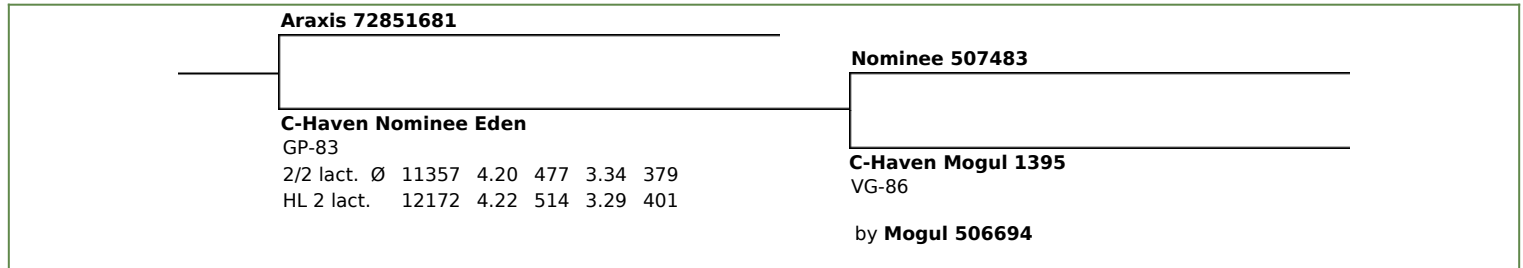 Araxis 72851681
Nominee 507483
C-Haven Nominee Eden
GP-83
2/2 lact. Ø 11357 4.20 477 3.34 379
HL 2 lact. 12172 4.22 514 3.29 401
C-Haven Mogul 1395
VG-86
by Mogul 506694